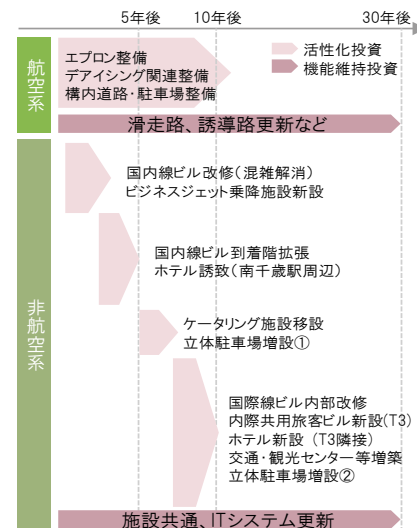 5年後
10年後
30年後
航空系
エプロン整備
デアイシング関連整備
構内道路・駐車場整備
活性化投資
機能維持投資
滑走路、誘導路更新など
非航空系
国内線ビル改修(混雑解消)
ビジネスジェット乗降施設新設
国内線ビル到着階拡張
ホテル誘致(南千歳駅周辺)
ケータリング施設移設
立体駐車場増設①
国際線ビル内部改修
内際共用旅客ビル新設(T3)
ホテル新設 (T3隣接)
交通・観光センター等増築
立体駐車場増設②
施設共通、ITシステム更新